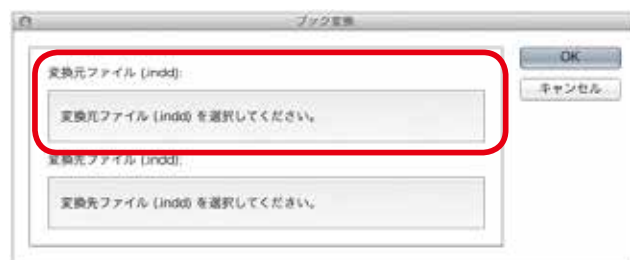 ブック変換
変換元ファイル (.indd):
変換元ファイル (.indd) を選択してください。
変換先ファイル (.indd):
変換先ファイル (.indd) を選択してください。
OK
キャンセル